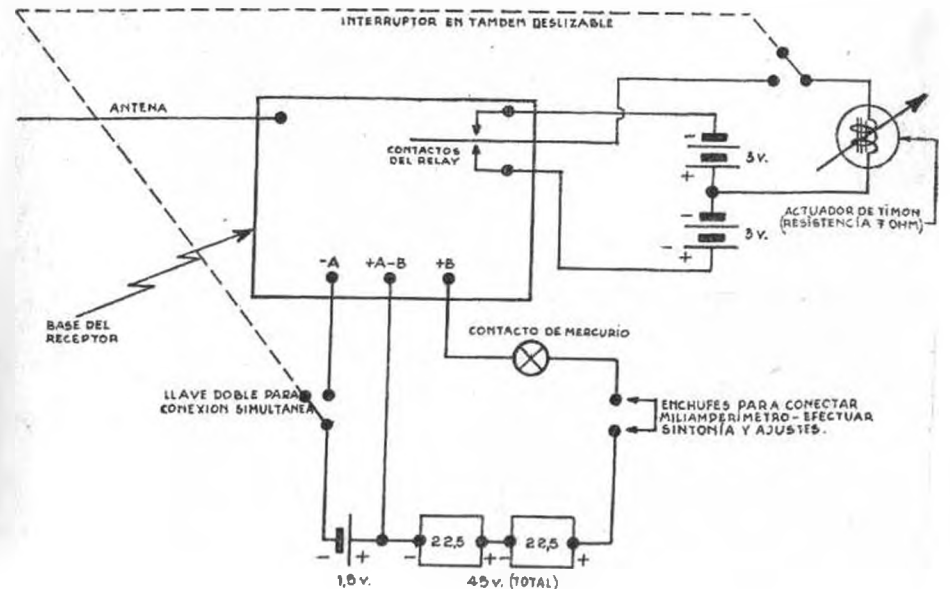 INTERRUPTOR EN TAMDEM DESLIZABLE
ANTENA
CONTACTOS
DEL RELAY
-
3 v.
+
-
3 v.
-
+
ACTUADOR DE TIMON
(RESISTENCIA 7 OHM)
-A
+A-B
+B
BASE DEL
RECEPTOR
CONTACTO DE MERCURIO
LLAVE DOBLE PARA
CONEXION SIMULTANEA
ENCHUFES PARA CONECTAR
MILIAMPERIMETRO - EFECTUAR
SINTONÍA Y AJUSTES.
- + - 22,5 + - 22,5 +
1,5 v.
45 v. (TOTAL)